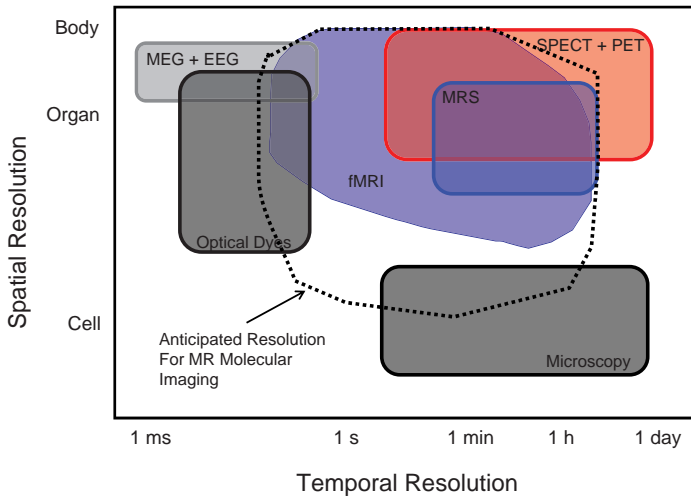 Body
SPECT + PET
MEG + EEG
MRS
Organ
fMRI
Optical Dyes
Spatial Resolution
Cell
Anticipated Resolution
For MR Molecular
Imaging
Microscopy
1 ms
1 s
1 min
1 h
1 day
Temporal Resolution